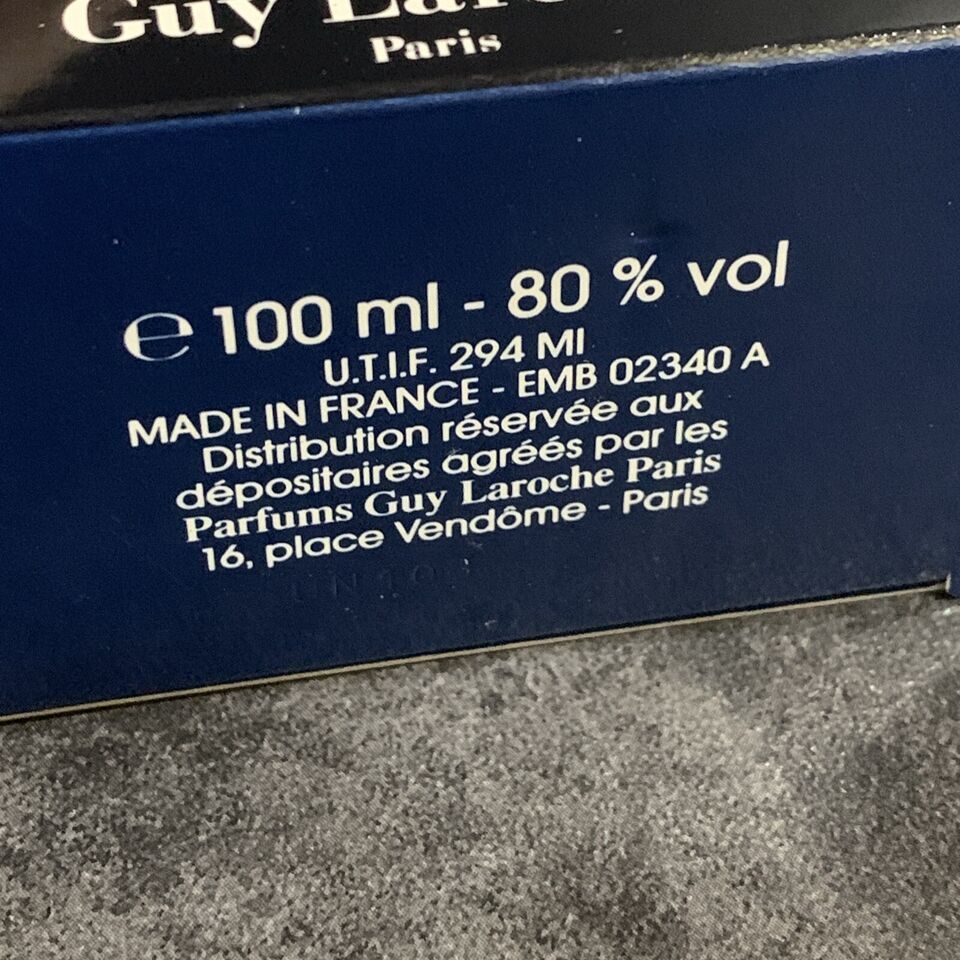 Guy
Paris
℮ 100 ml - 80 % vol
U.T.I.F. 294 MI
MADE IN FRANCE - EMB 02340 A
Distribution réservée aux
dépositaires agréés par les
Parfums Guy Laroche Paris
16, place Vendôme - Paris